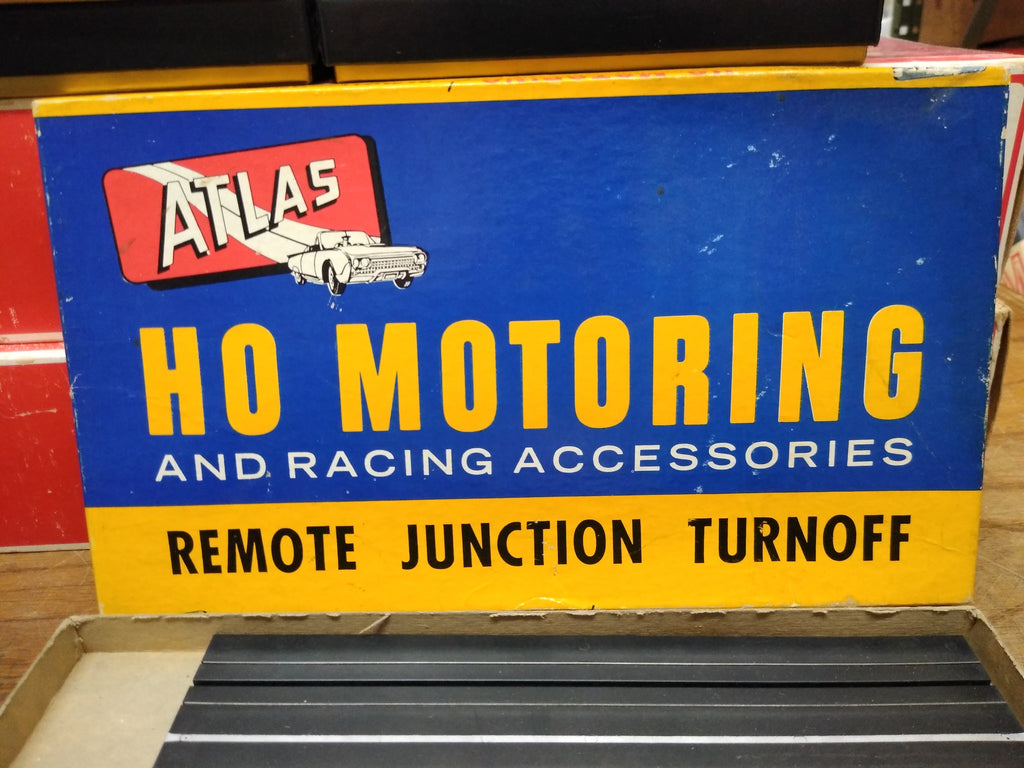 ATLAS
HO MOTORING
AND RACING ACCESSORIES
REMOTE JUNCTION TURNOFF